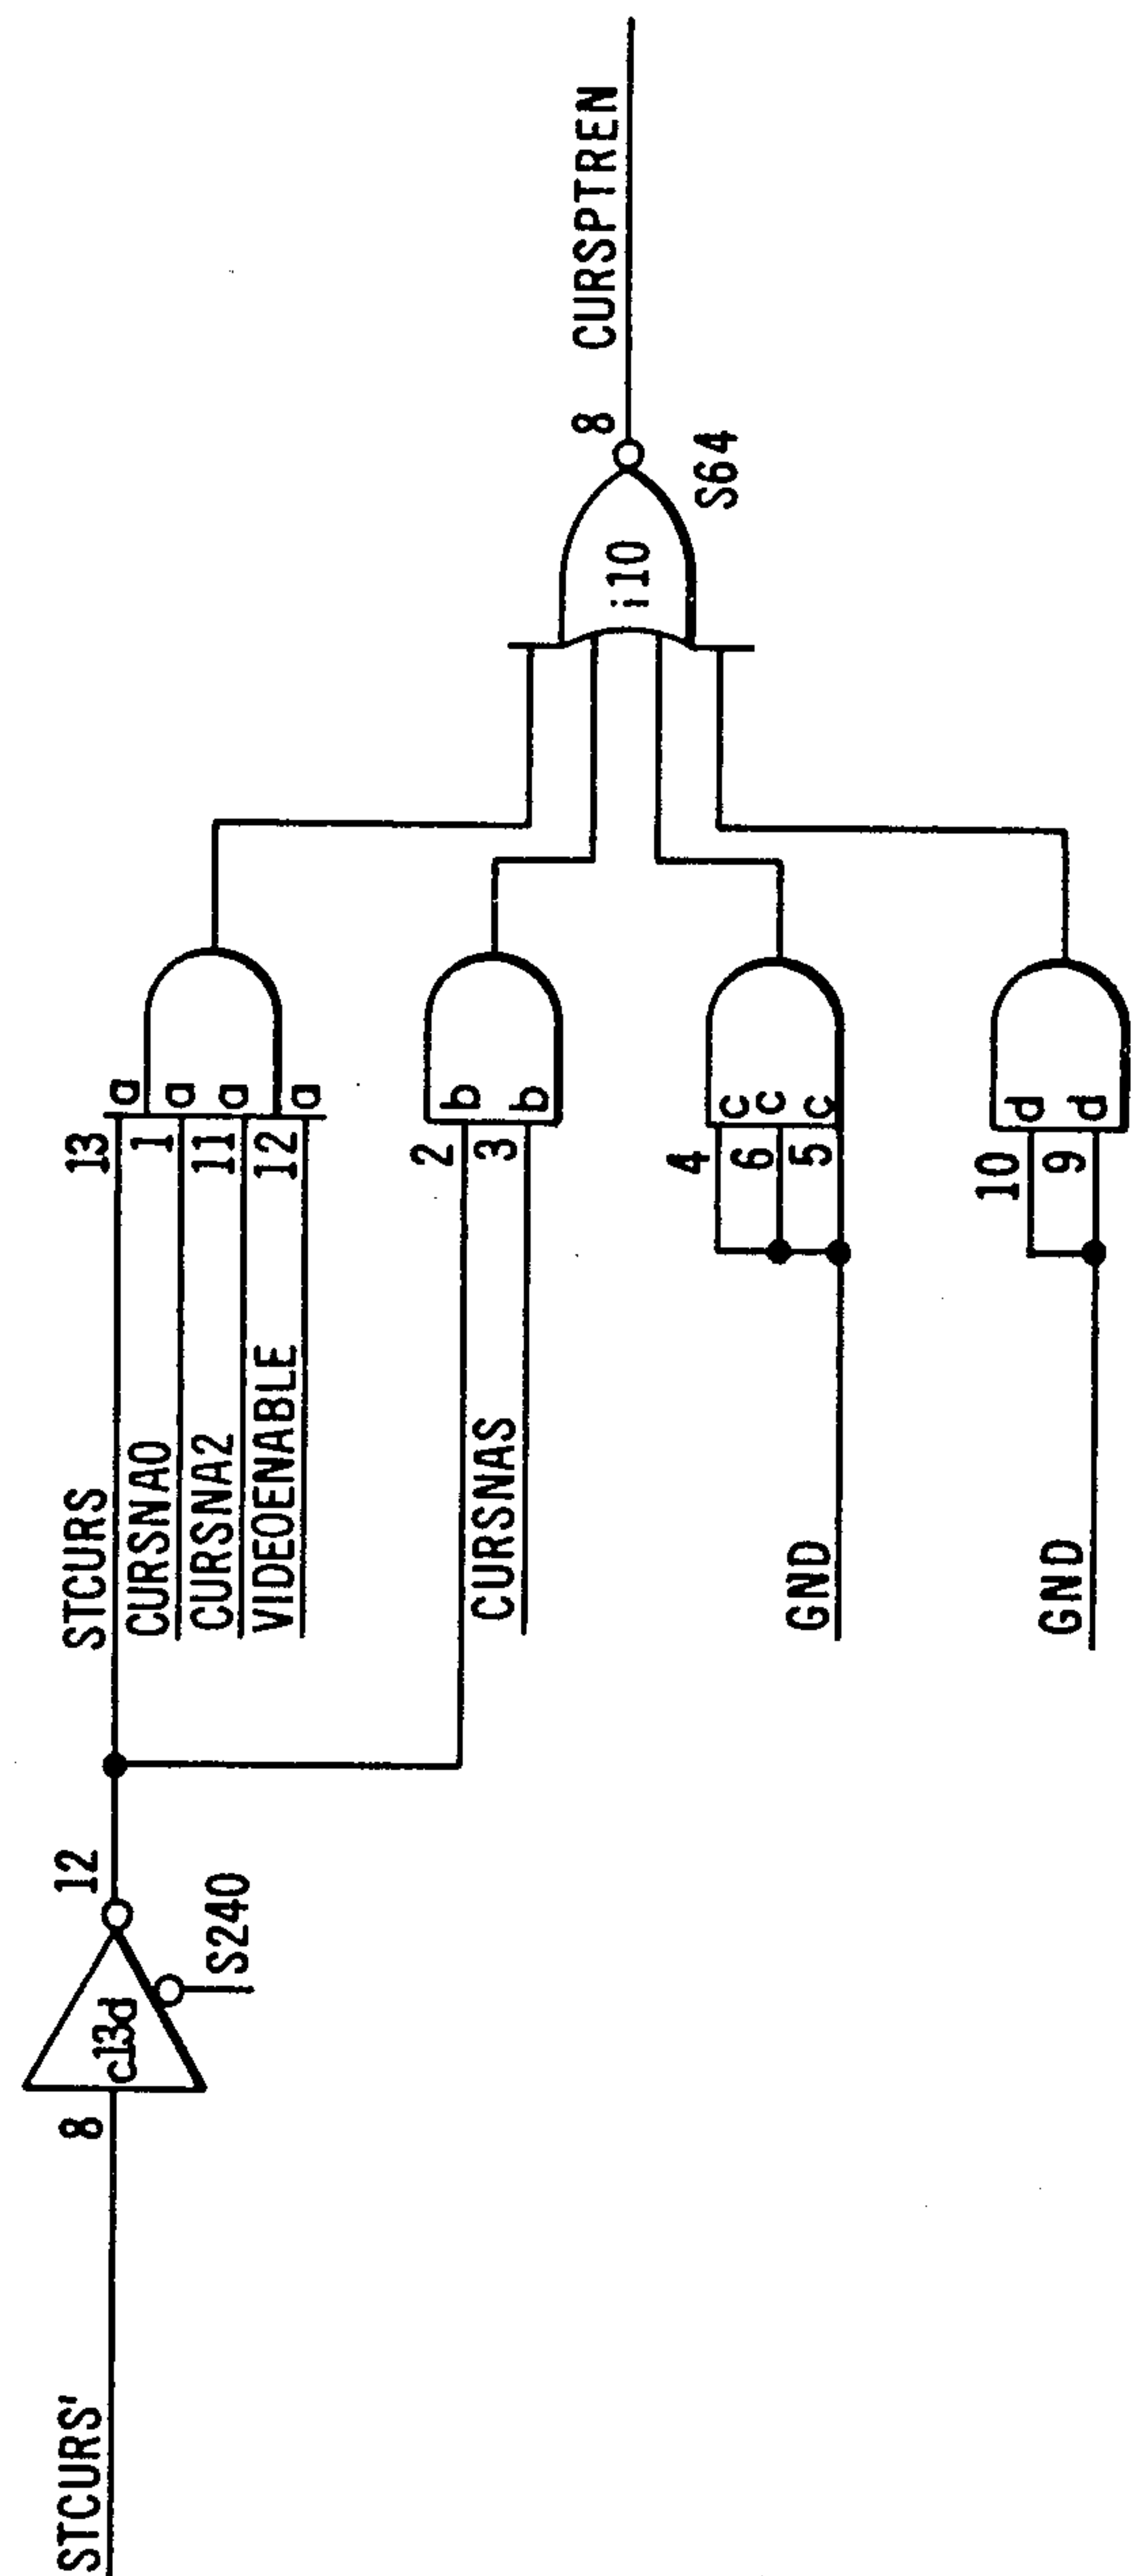 STCURS'
8
c13d
S240
12
STCURS
13
a
CURSNA0
1
a
CURSNA2
11
a
VIDEOENABLE
12
a
2
b
CURSNAS
3
b
4
c
6
c
5
c
GND
10
d
9
d
GND
i10
S64
8
CURSPTREN